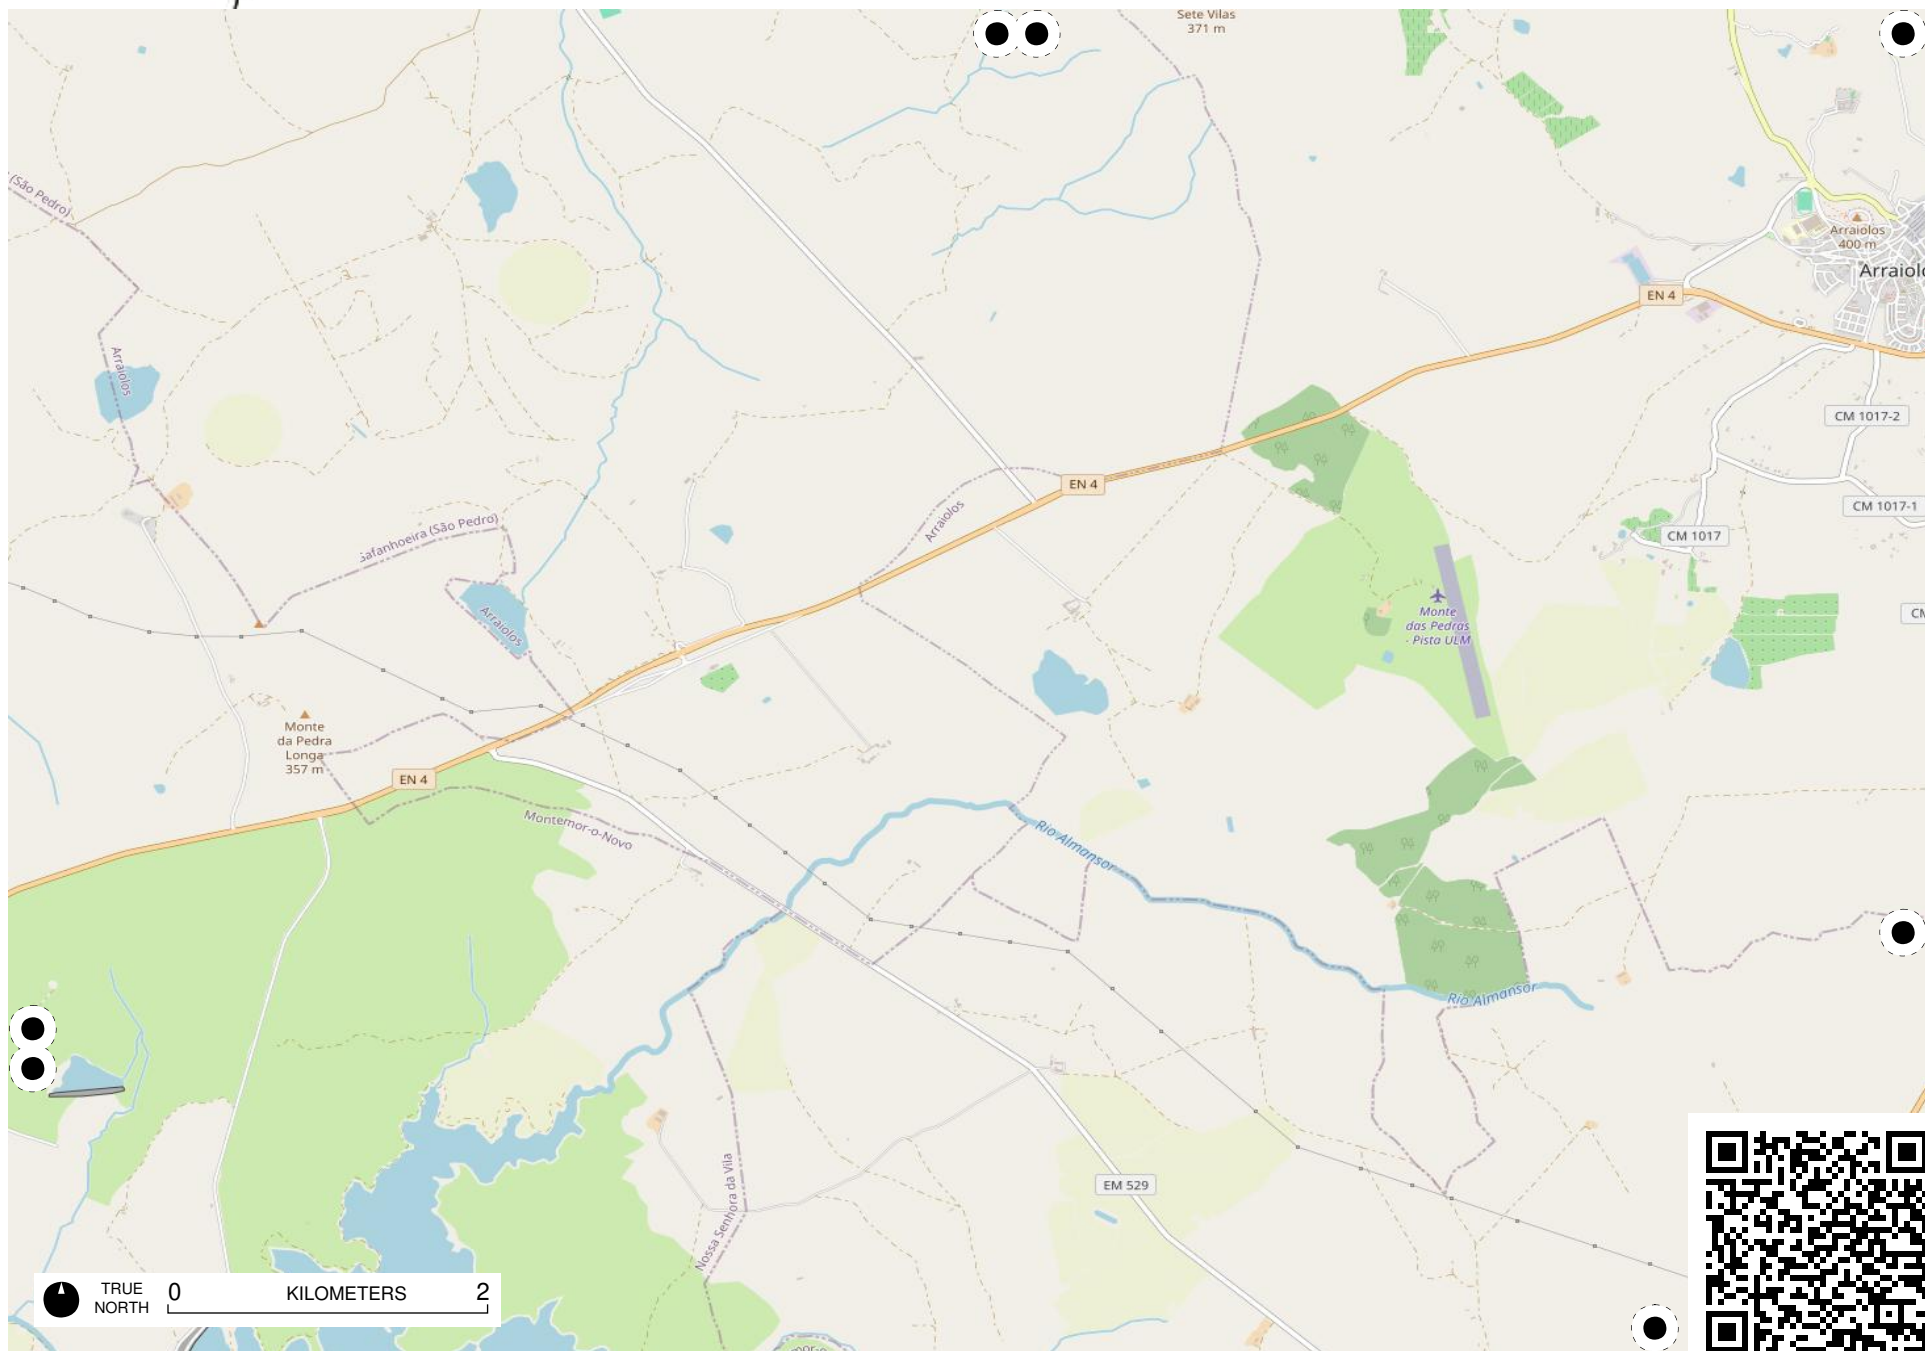 Sete Vilas
371 m
(São Pedro)
Arraiolos
400 m
Arraiolo
EN 4
Arraiolos
CM 1017-2
EN 4
CM 1017-1
Arraiolos
Safanhoeira (São Pedro)
CM 1017
Arraiolos
Monte
das Pedras
- Pista ULM
CM
Monte
da Pedra
Longa
357 m
EN 4
Montemor-o-Novo
Rio Almansor
Rio Almansor
EM 529
Nossa Senhora da Vila
TRUE
NORTH
0 KILOMETERS 2